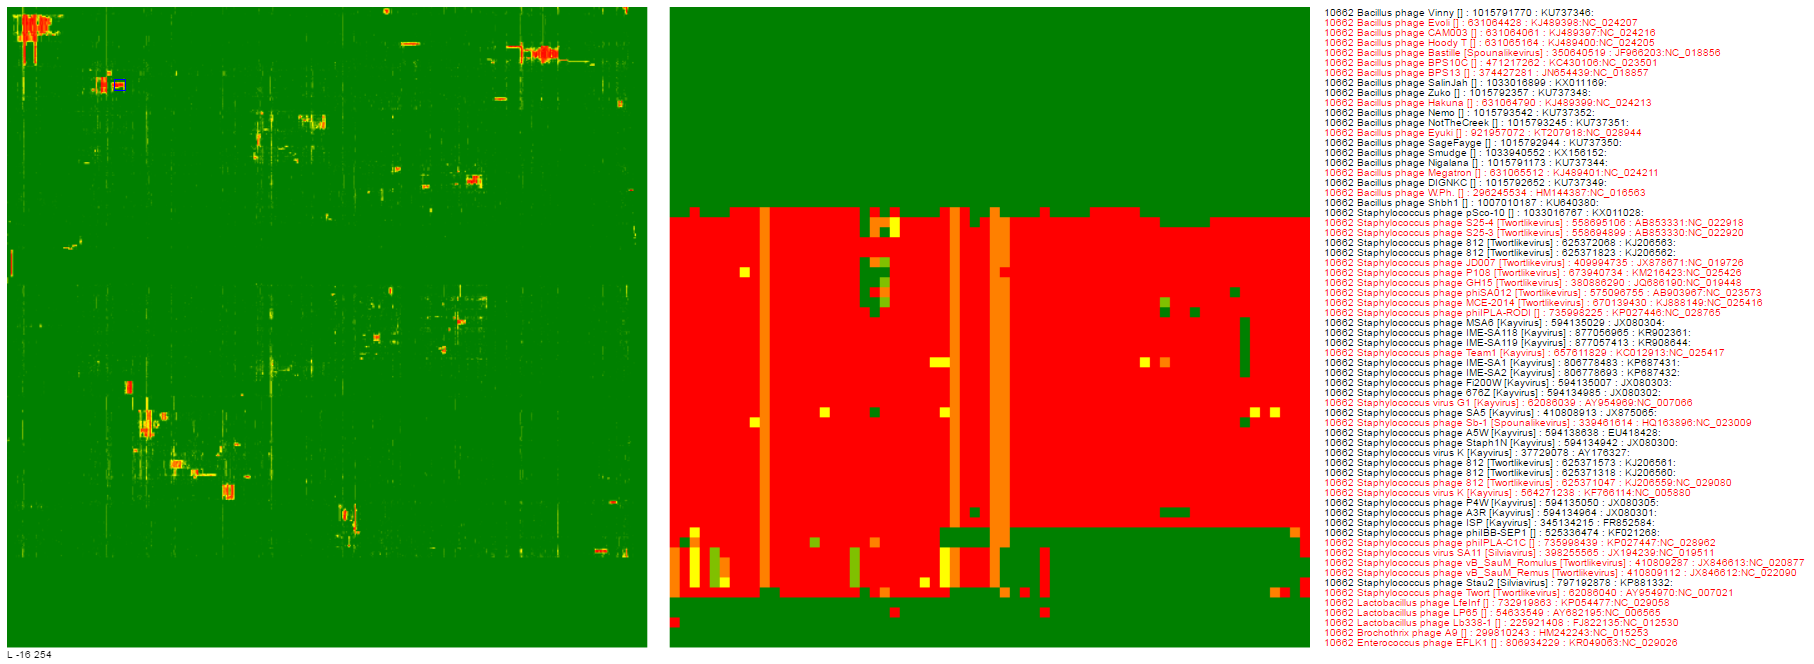 10662 Bacillus phage Vinny [] : 1015791770 : KU737346:
10662 Bacillus phage Evoli [] : 631064428 : KJ489398:NC_024207
10662 Bacillus phage CAM003 [] : 631064061 : KJ489397:NC_024216
10662 Bacillus phage Hoody T [] : 631065164 : KJ489400:NC_024205
10662 Bacillus phage Bastille [Spounalikevirus] : 350640519 : JF966203:NC_018856
10662 Bacillus phage BPS10C [] : 471217262 : KC430106:NC_023501
10662 Bacillus phage BPS13 [] : 374427281 : JN654439:NC_018857
10662 Bacillus phage SalinJah [] : 1033016899 : KX011169:
10662 Bacillus phage Zuko [] : 1015792357 : KU737348:
10662 Bacillus phage Hakuna [] : 631064790 : KJ489399:NC_024213
10662 Bacillus phage Nemo [] : 1015793542 : KU737352:
10662 Bacillus phage NotTheCreek [] : 1015793245 : KU737351:
10662 Bacillus phage Eyuki [] : 921957072 : KT207918:NC_028944
10662 Bacillus phage SageFayge [] : 1015792944 : KU737350:
10662 Bacillus phage Smudge [] : 1033940552 : KX156152:
10662 Bacillus phage Nigalana [] : 1015791173 : KU737344:
10662 Bacillus phage Megatron [] : 631065512 : KJ489401:NC_024211
10662 Bacillus phage DIGNKC [] : 1015792652 : KU737349:
10662 Bacillus phage W.Ph. [] : 296245534 : HM144387:NC_016563
10662 Bacillus phage Shbh1 [] : 1007010187 : KU640380:
10662 Staphylococcus phage pSco-10 [] : 1033016767 : KX011028:
10662 Staphylococcus phage S25-4 [Twortlikevirus] : 558695106 : AB853331:NC_022918
10662 Staphylococcus phage S25-3 [Twortlikevirus] : 558694899 : AB853330:NC_022920
10662 Staphylococcus phage 812 [Twortlikevirus] : 625372068 : KJ206563:
10662 Staphylococcus phage 812 [Twortlikevirus] : 625371823 : KJ206562:
10662 Staphylococcus phage JD007 [Twortlikevirus] : 409994735 : JX878671:NC_019726
10662 Staphylococcus phage P108 [Twortlikevirus] : 673940734 : KM216423:NC_025426
10662 Staphylococcus phage GH15 [Twortlikevirus] : 380886290 : JQ686190:NC_019448
10662 Staphylococcus phage phiSA012 [Twortlikevirus] : 575096755 : AB903967:NC_023573
10662 Staphylococcus phage MCE-2014 [Twortlikevirus] : 670139430 : KJ888149:NC_025416
10662 Staphylococcus phage phiIPLA-RODI [] : 735998225 : KP027446:NC_028765
10662 Staphylococcus phage MSA6 [Kayvirus] : 594135029 : JX080304:
10662 Staphylococcus phage IME-SA118 [Kayvirus] : 877056965 : KR902361:
10662 Staphylococcus phage IME-SA119 [Kayvirus] : 877057413 : KR908644:
10662 Staphylococcus phage Team1 [Kayvirus] : 657611829 : KC012913:NC_025417
10662 Staphylococcus phage IME-SA1 [Kayvirus] : 806778483 : KP687431:
10662 Staphylococcus phage IME-SA2 [Kayvirus] : 806778693 : KP687432:
10662 Staphylococcus phage Fi200W [Kayvirus] : 594135007 : JX080303:
10662 Staphylococcus phage 676Z [Kayvirus] : 594134985 : JX080302:
10662 Staphylococcus virus G1 [Kayvirus] : 62086039 : AY954969:NC_007066
10662 Staphylococcus phage SA5 [Kayvirus] : 410808913 : JX875065:
10662 Staphylococcus phage Sb-1 [Spounalikevirus] : 339461614 : HQ163896:NC_023009
10662 Staphylococcus phage A5W [Kayvirus] : 594138638 : EU418428:
10662 Staphylococcus phage Staph1N [Kayvirus] : 594134942 : JX080300:
10662 Staphylococcus virus K [Kayvirus] : 37729078 : AY176327:
10662 Staphylococcus phage 812 [Twortlikevirus] : 625371573 : KJ206561:
10662 Staphylococcus phage 812 [Twortlikevirus] : 625371318 : KJ206560:
10662 Staphylococcus phage 812 [Twortlikevirus] : 625371047 : KJ206559:NC_029080
10662 Staphylococcus virus K [Kayvirus] : 564271238 : KF766114:NC_005880
10662 Staphylococcus phage P4W [Kayvirus] : 594135050 : JX080305:
10662 Staphylococcus phage A3R [Kayvirus] : 594134964 : JX080301:
10662 Staphylococcus phage ISP [Kayvirus] : 345134215 : FR852584:
10662 Staphylococcus phage phiIBB-SEP1 [] : 525336474 : KF021268:
10662 Staphylococcus phage phiIPLA-C1C [] : 735998439 : KP027447:NC_028962
10662 Staphylococcus virus SA11 [Silviavirus] : 398255565 : JX194239:NC_019511
10662 Staphylococcus phage vB_SauM_Romulus [Twortlikevirus] : 410809287 : JX846613:NC_020877
10662 Staphylococcus phage vB_SauM_Remus [Twortlikevirus] : 410809112 : JX846612:NC_022090
10662 Staphylococcus phage Stau2 [Silviavirus] : 797192878 : KP881332:
10662 Staphylococcus phage Twort [Twortlikevirus] : 62086040 : AY954970:NC_007021
10662 Lactobacillus phage LfeInf [] : 732919863 : KP054477:NC_029058
10662 Lactobacillus phage LP65 [] : 54633549 : AY682195:NC_006565
10662 Lactobacillus phage Lb338-1 [] : 225921408 : FJ822135:NC_012530
10662 Brochothrix phage A9 [] : 299810243 : HM242243:NC_015253
10662 Enterococcus phage EFLK1 [] : 806934229 : KR049063:NC_029026
L -16 254